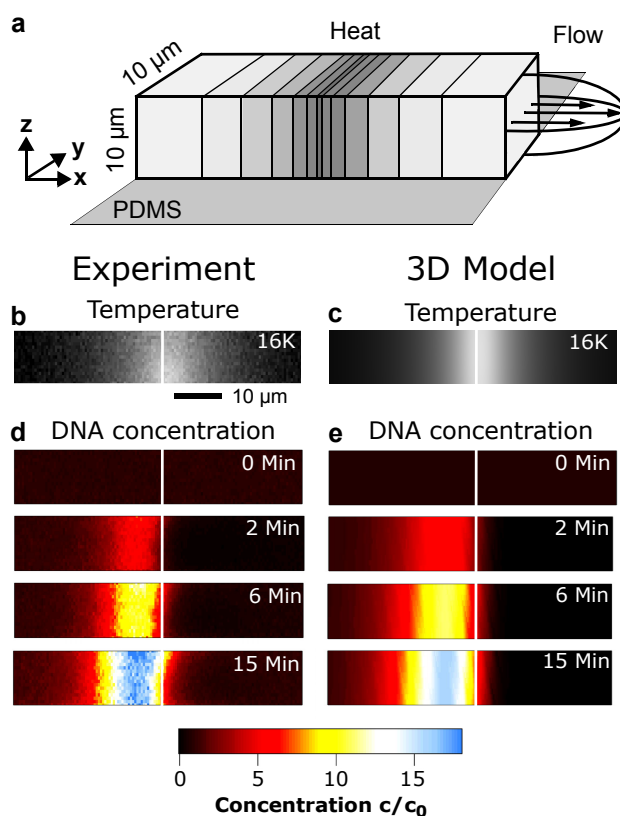 a
Heat
Flow
10 µm
10 µm
z
y
x
PDMS
Experiment
3D Model
b
Temperature
c
Temperature
16K
16K
10 µm
d
DNA concentration
e
DNA concentration
0 Min
0 Min
2 Min
2 Min
6 Min
6 Min
15 Min
15 Min
0 5 10 15
Concentration c/c₀